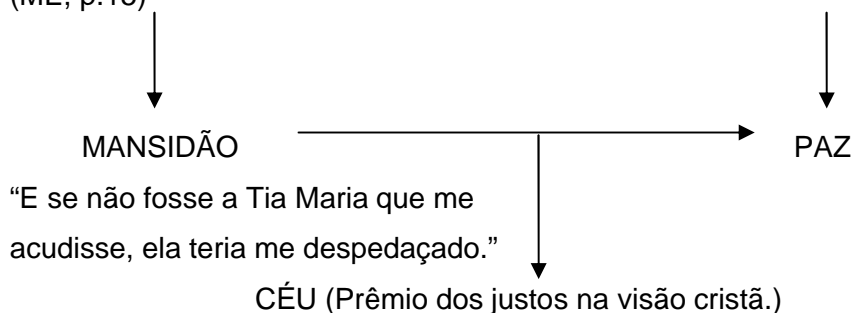 MANSIDÃO PAZ
“E se não fosse a Tia Maria que me
acudisse, ela teria me despedaçado.”
CÉU (Prêmio dos justos na visão cristã.)